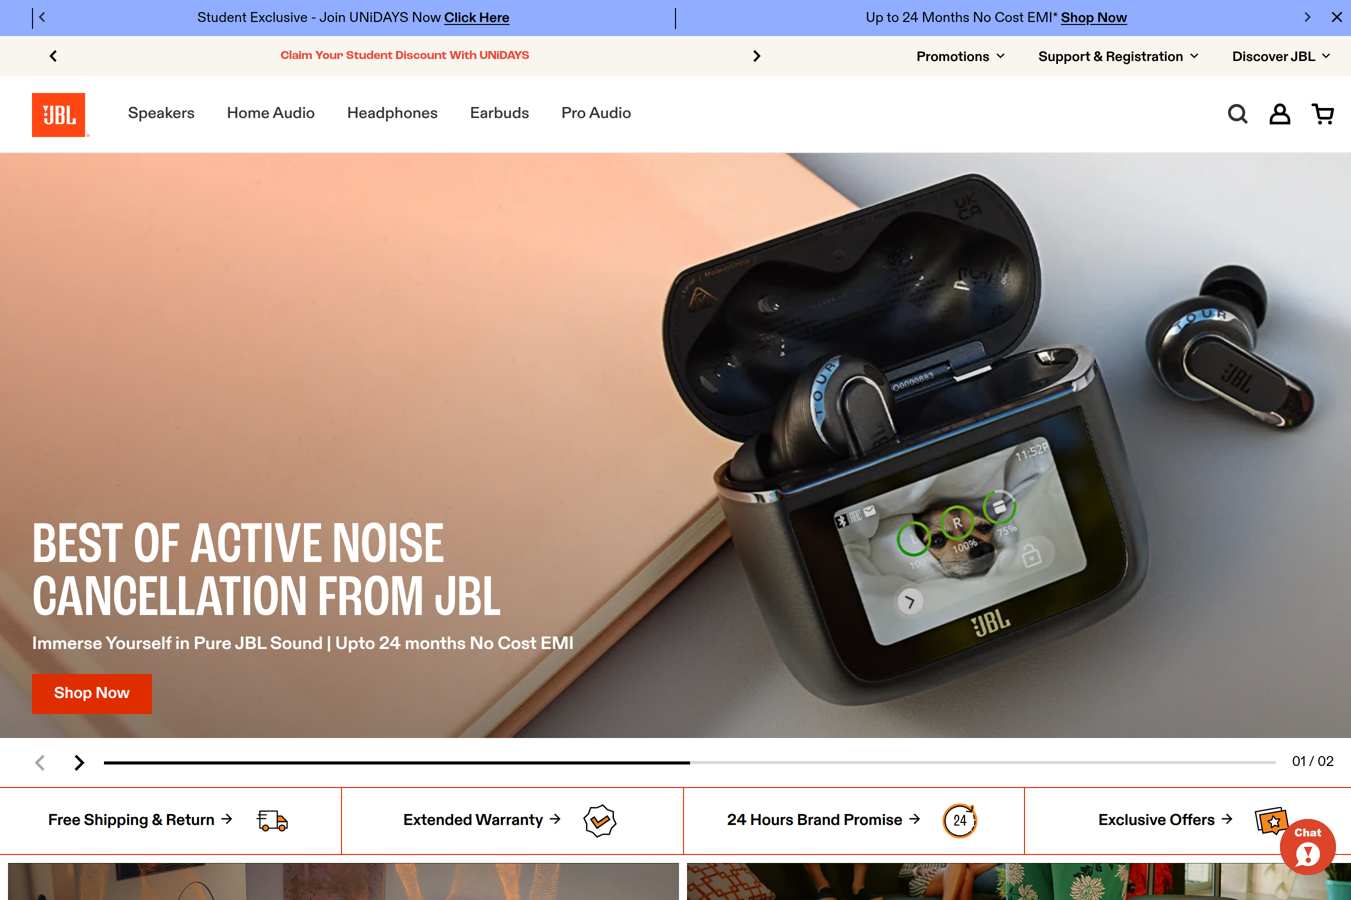 Student Exclusive - Join UNiDAYS Now Click Here
Up to 24 Months No Cost EMI* Shop Now
Claim Your Student Discount With UNiDAYS
Promotions
Support & Registration
Discover JBL
JBL
Speakers
Home Audio
Headphones
Earbuds
Pro Audio
UK
CA
TOUR
TOUR
JBL
00000883
11:52P
R
100%
75%
JBL
BEST OF ACTIVE NOISE
CANCELLATION FROM JBL
Immerse Yourself in Pure JBL Sound | Upto 24 months No Cost EMI
Shop Now
01 / 02
Free Shipping & Return
Extended Warranty
24 Hours Brand Promise
24
Exclusive Offers
Chat